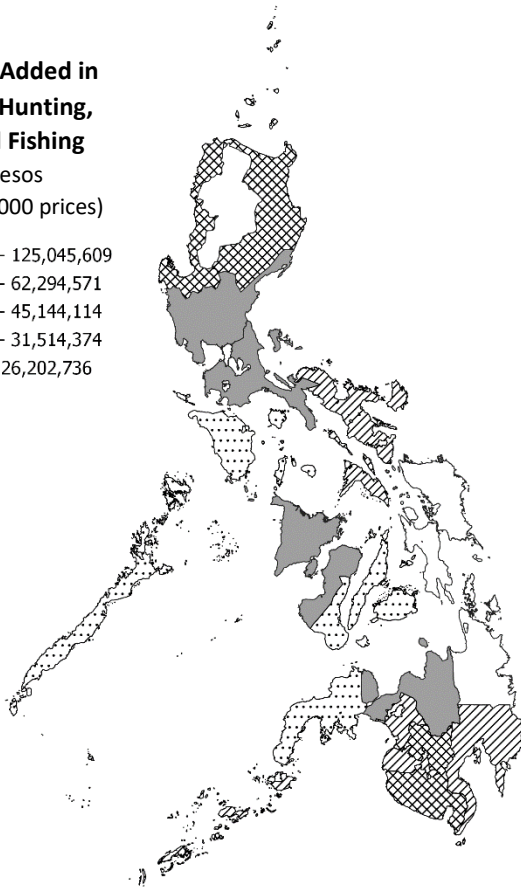 Added in
Hunting,
Fishing
esos
000 prices)
- 125,045,609
- 62,294,571
- 45,144,114
- 31,514,374
26,202,736